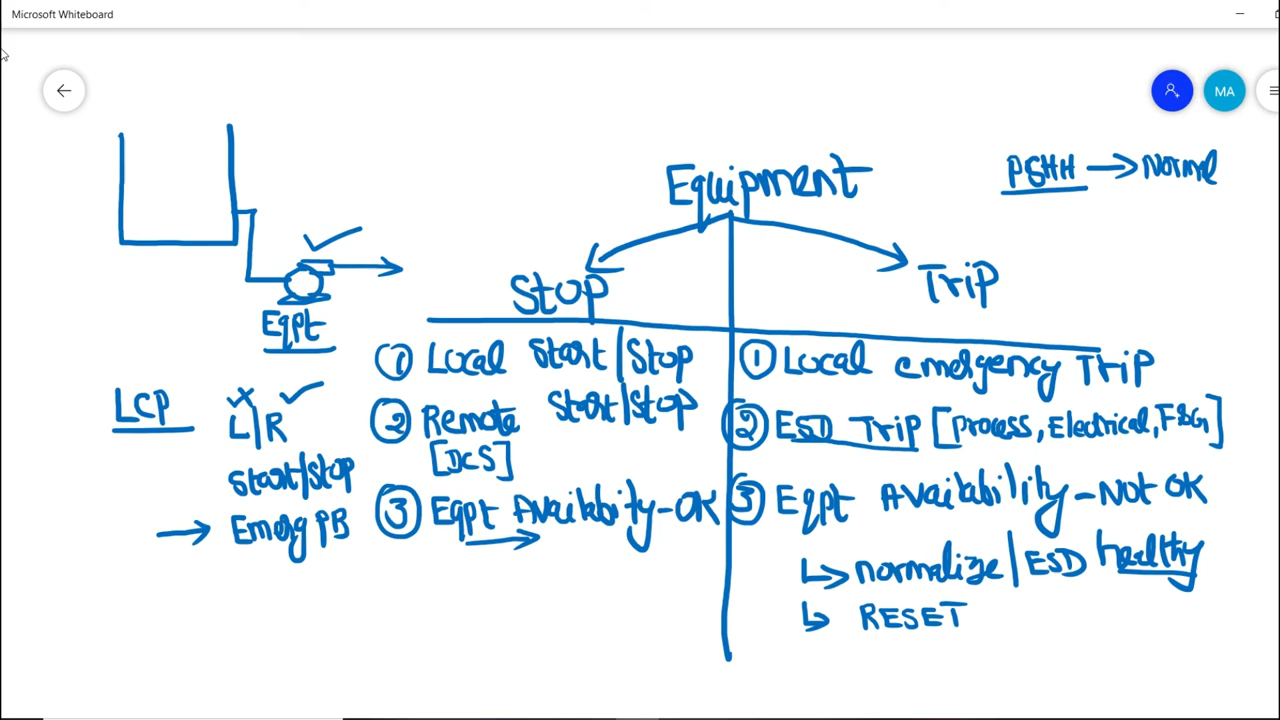 Microsoft Whiteboard
MA
Equipment
PSHH → Normal
Stop
Trip
Eqpt
LCP
L/R
Start/Stop
→ Emerg PB
① Local Start/Stop
② Remote Start/Stop
[DCS]
③ Eqpt Availability-OK
① Local emergency Trip
② ESD Trip [process, Electrical, F&G]
③ Eqpt Availability-Not OK
↳ normalize/ESD healthy
↳ RESET